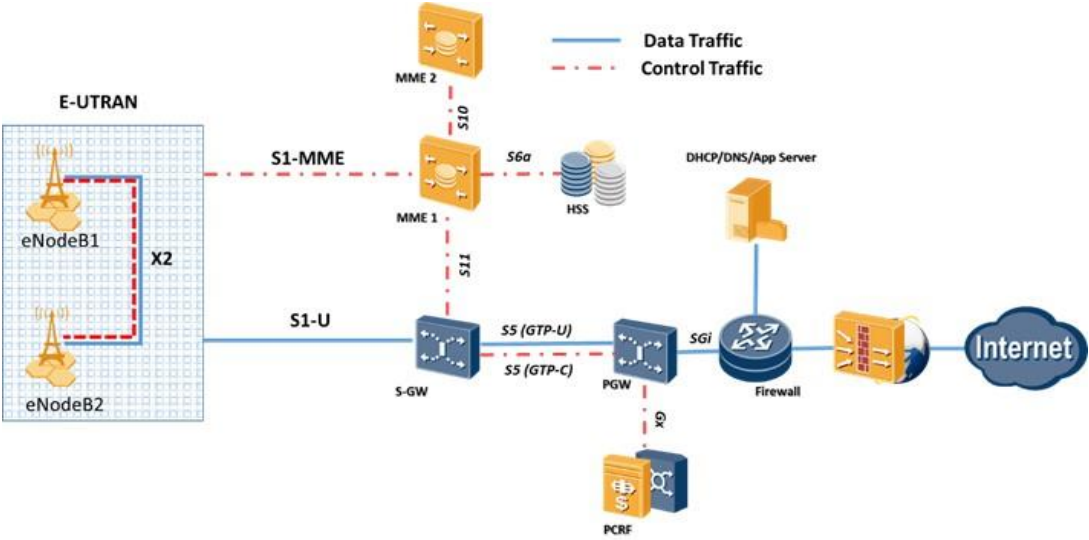 Data Traffic
MME 2
Control Traffic
E-UTRAN
S10
S1-MME
S6a
DHCP/DNS/App Server
HSS
MME 1
eNodeB1
X2
S11
S1-U
S5 (GTP-U)
SGi
Internet
S5 (GTP-C)
S-GW
PGW
Firewall
eNodeB2
Gx
PCRF